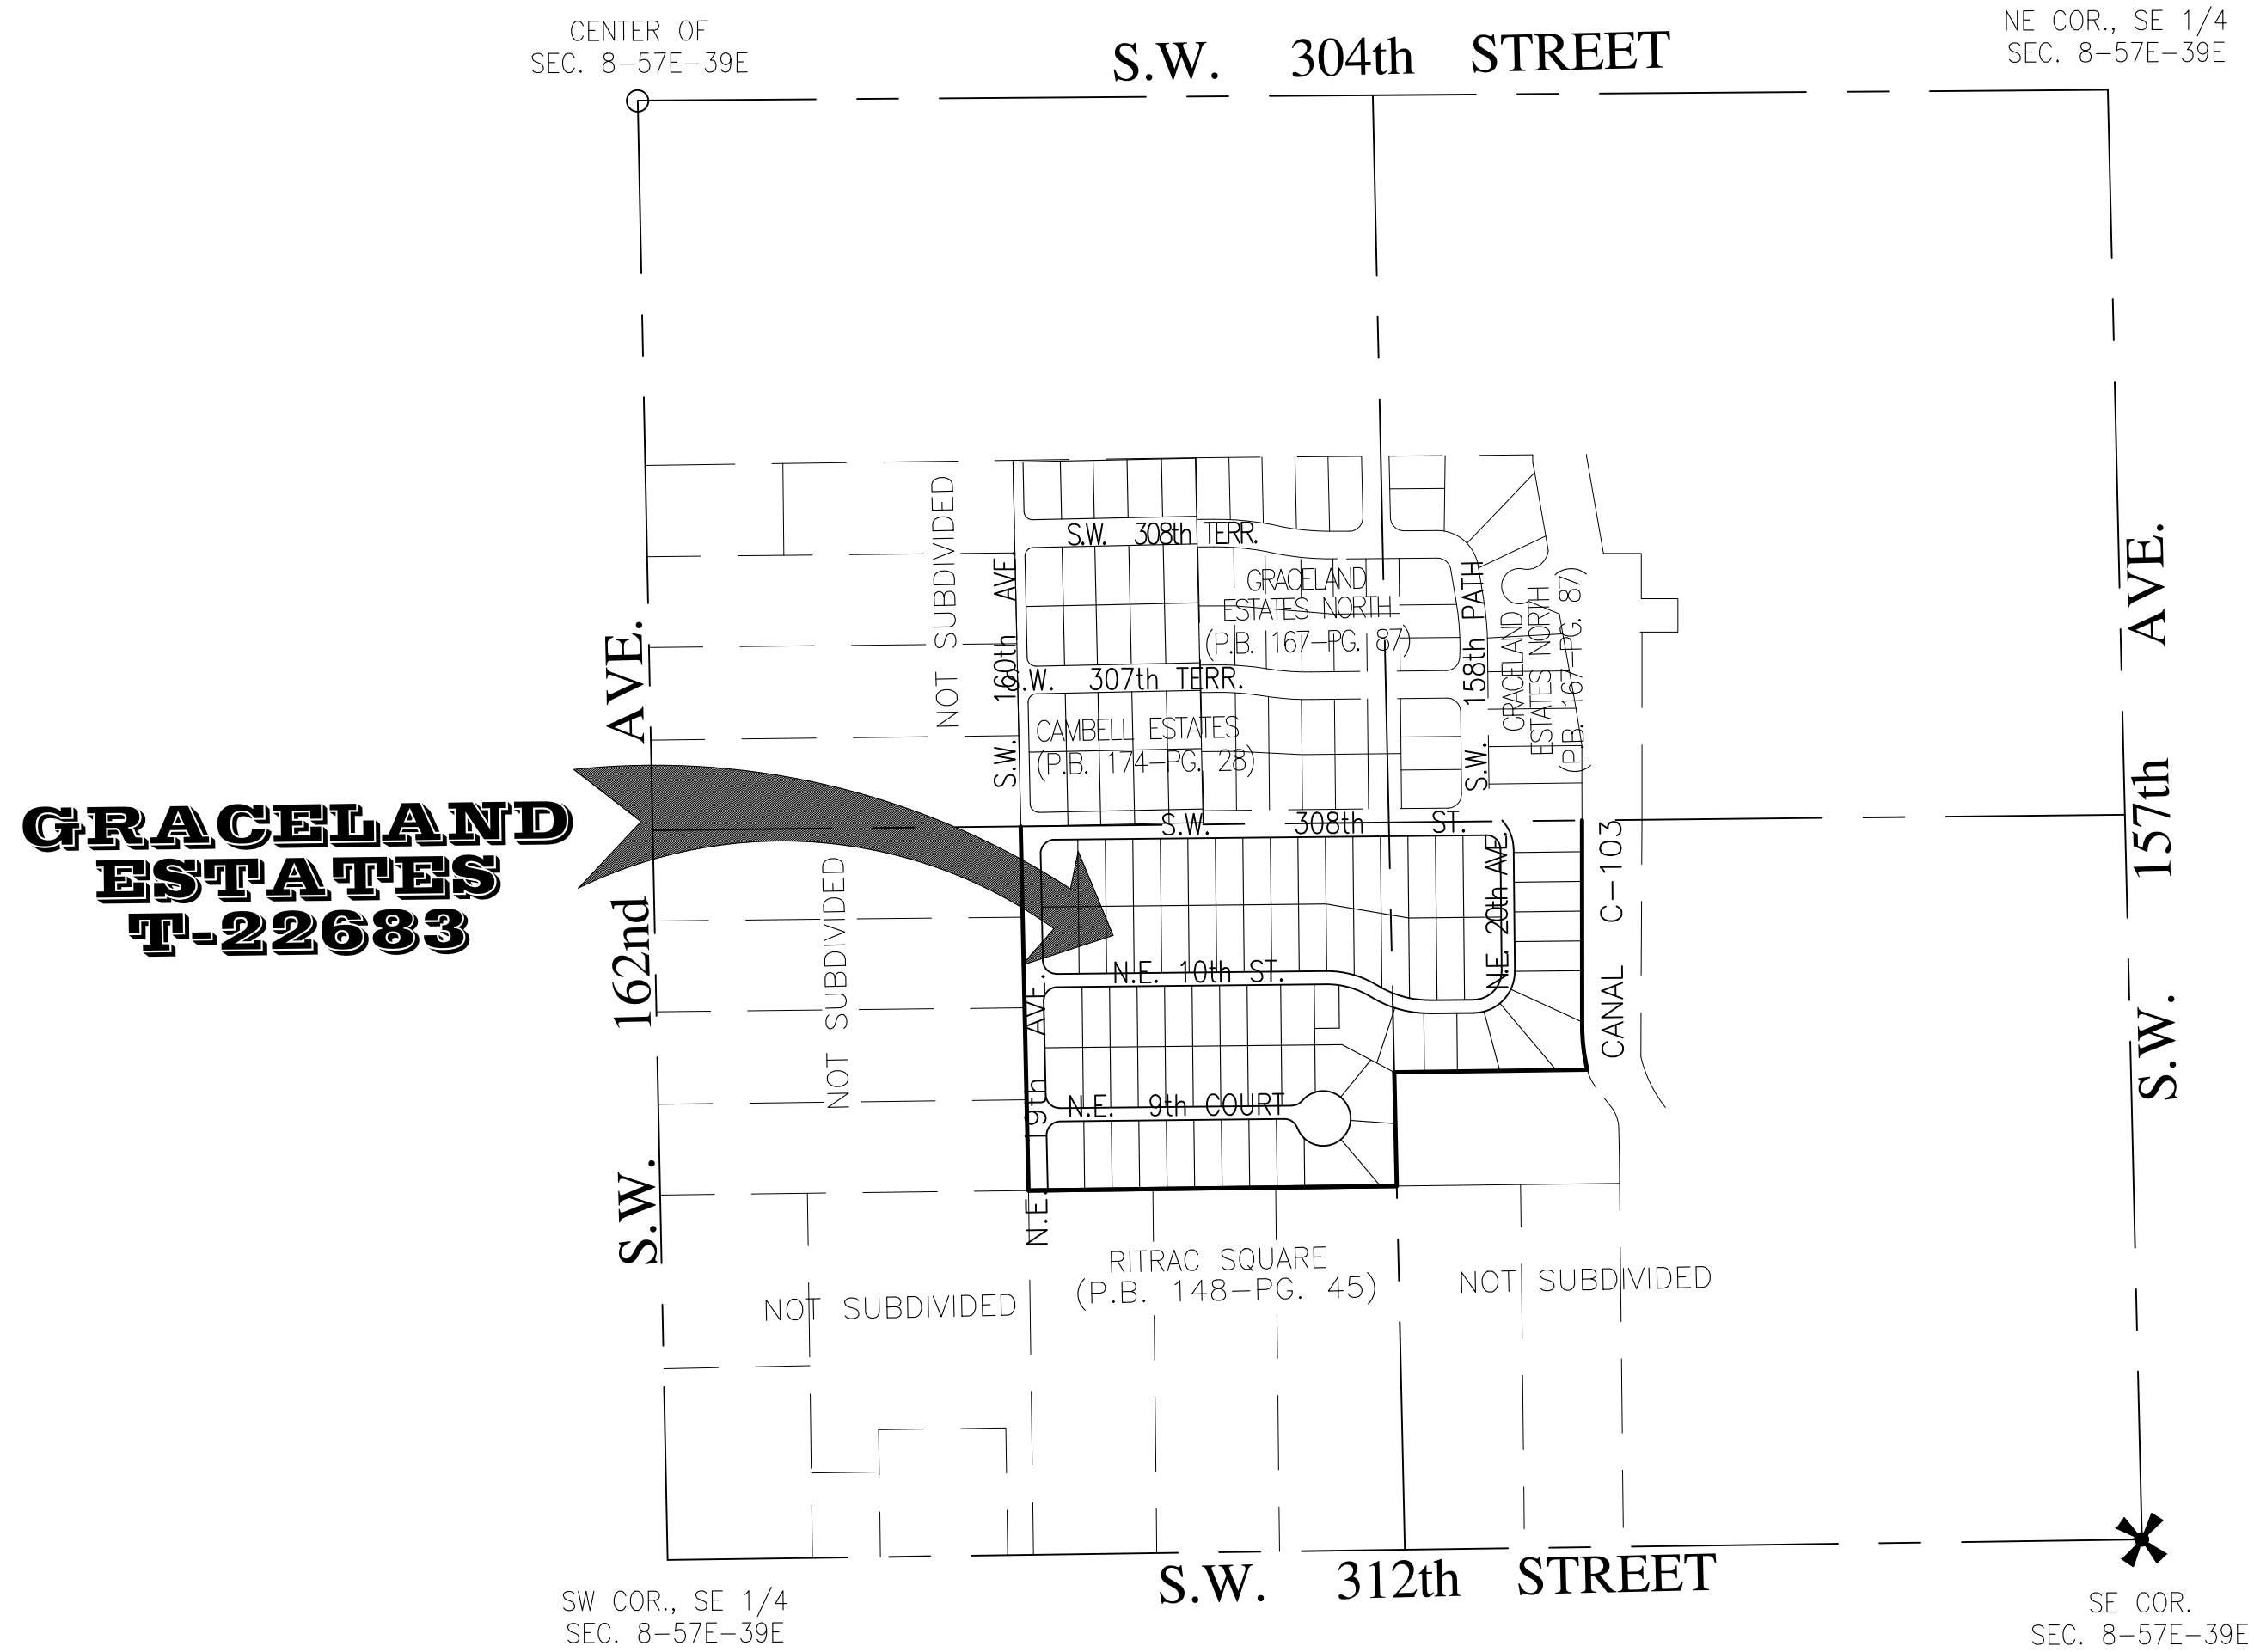 CENTER OF
SEC. 8-57E-39E
S.W. 304th STREET
NE COR., SE 1/4
SEC. 8-57E-39E
NOT SUBDIVIDED
S.W. 160th AVE.
S.W. 308th TERR.
GRACELAND
ESTATES NORTH
(P.B. 167-PG. 87)
S.W. 158th PATH
GRACELAND
ESTATES NORTH
(P.B. 167-PG. 87)
S.W. 307th TERR.
CAMBELL ESTATES
(P.B. 174-PG. 28)
S.W. 162nd AVE.
S.W. 157th AVE.
GRACELAND
ESTATES
T-22683
S.W. 308th ST.
NOT SUBDIVIDED
N.E. 20th AVE.
CANAL C-103
N.E. 10th ST.
N.E. 19th AVE.
N.E. 9th COURT
RITRAC SQUARE
(P.B. 148-PG. 45)
NOT SUBDIVIDED
NOT SUBDIVIDED
S.W. 312th STREET
SW COR., SE 1/4
SEC. 8-57E-39E
SE COR.
SEC. 8-57E-39E